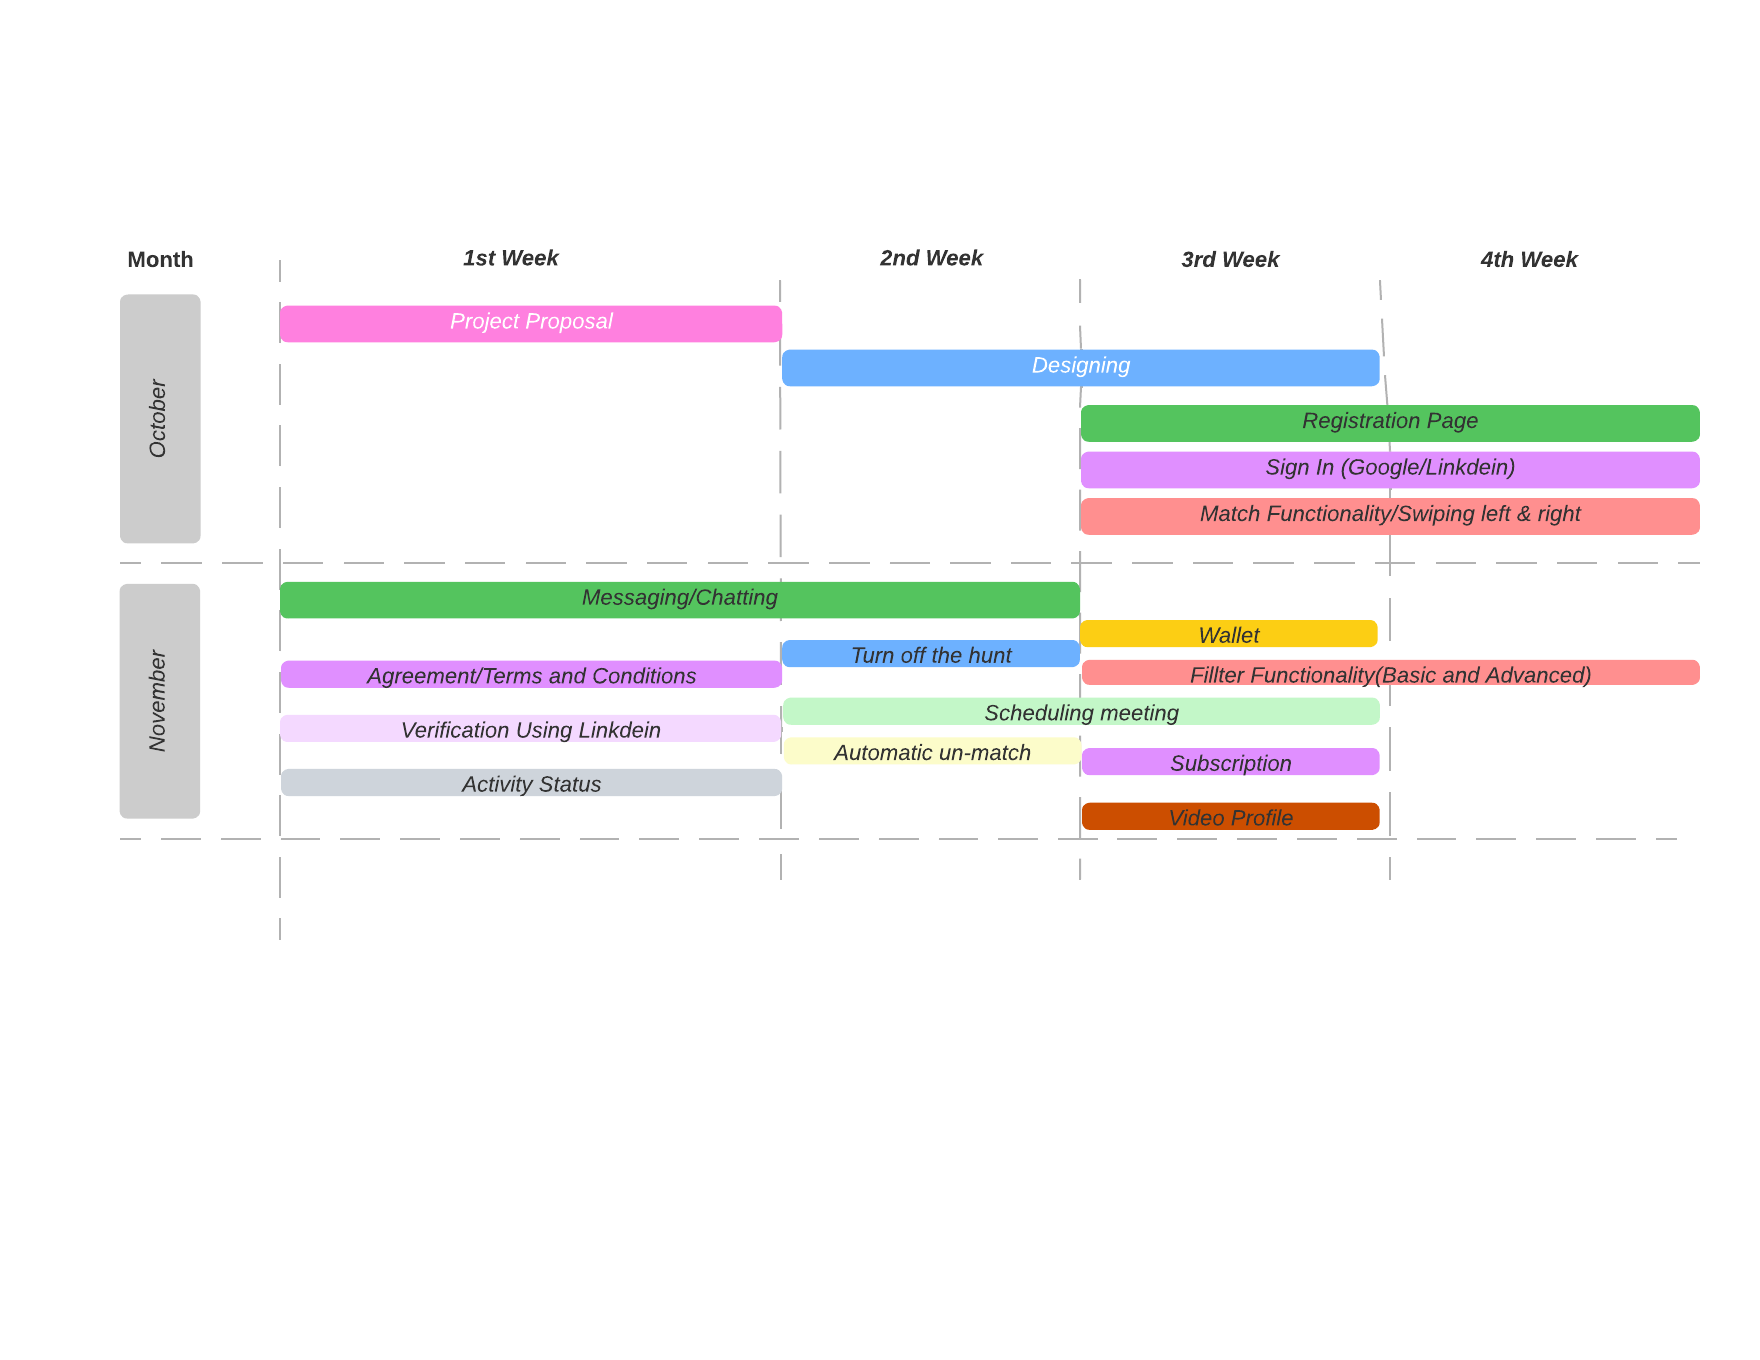 Month
1st Week
2nd Week
3rd Week
4th Week
October
Project Proposal
Designing
Registration Page
Sign In (Google/Linkdein)
Match Functionality/Swiping left & right
November
Messaging/Chatting
Wallet
Turn off the hunt
Agreement/Terms and Conditions
Fillter Functionality(Basic and Advanced)
Scheduling meeting
Verification Using Linkdein
Automatic un-match
Subscription
Activity Status
Video Profile